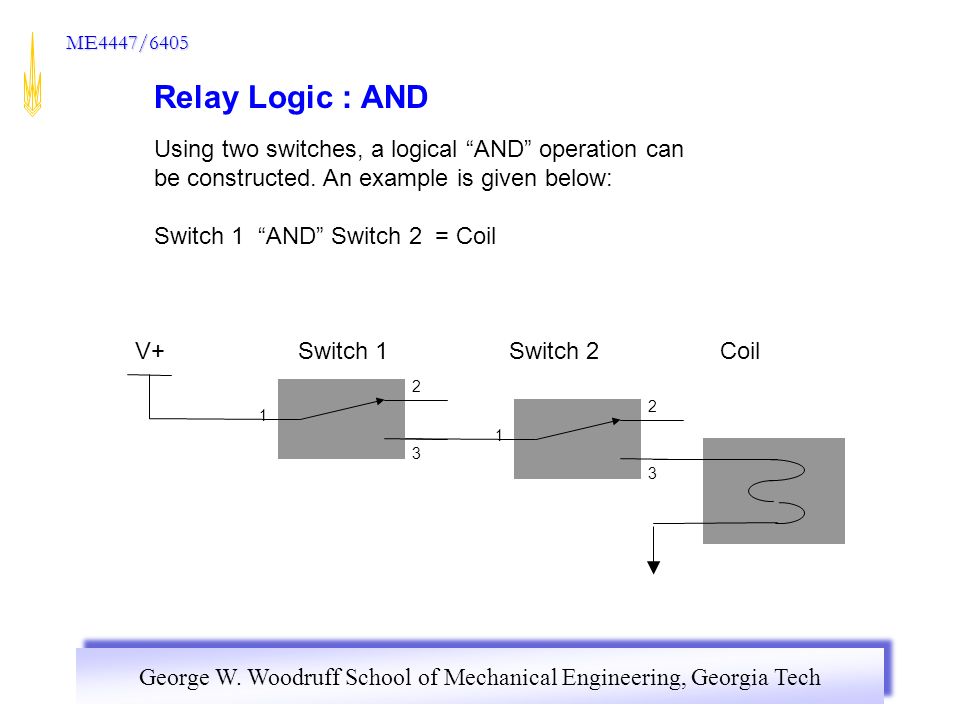 ME4447/6405
Relay Logic : AND
Using two switches, a logical “AND” operation can
be constructed. An example is given below:
Switch 1 “AND” Switch 2 = Coil
V+ Switch 1 Switch 2 Coil
2
1
3
2
1
3
George W. Woodruff School of Mechanical Engineering, Georgia Tech